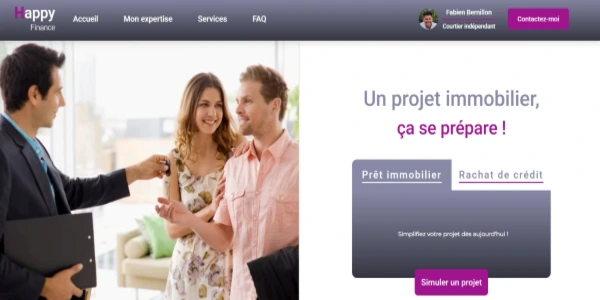 Happy
Finance
Accueil
Mon expertise
Services
FAQ
Fabien Bernillon
Courtier indépendant
Contactez-moi
Un projet immobilier,
ça se prépare !
Prêt immobilier
Rachat de crédit
Simplifiez votre projet dès aujourd'hui !
Simuler un projet